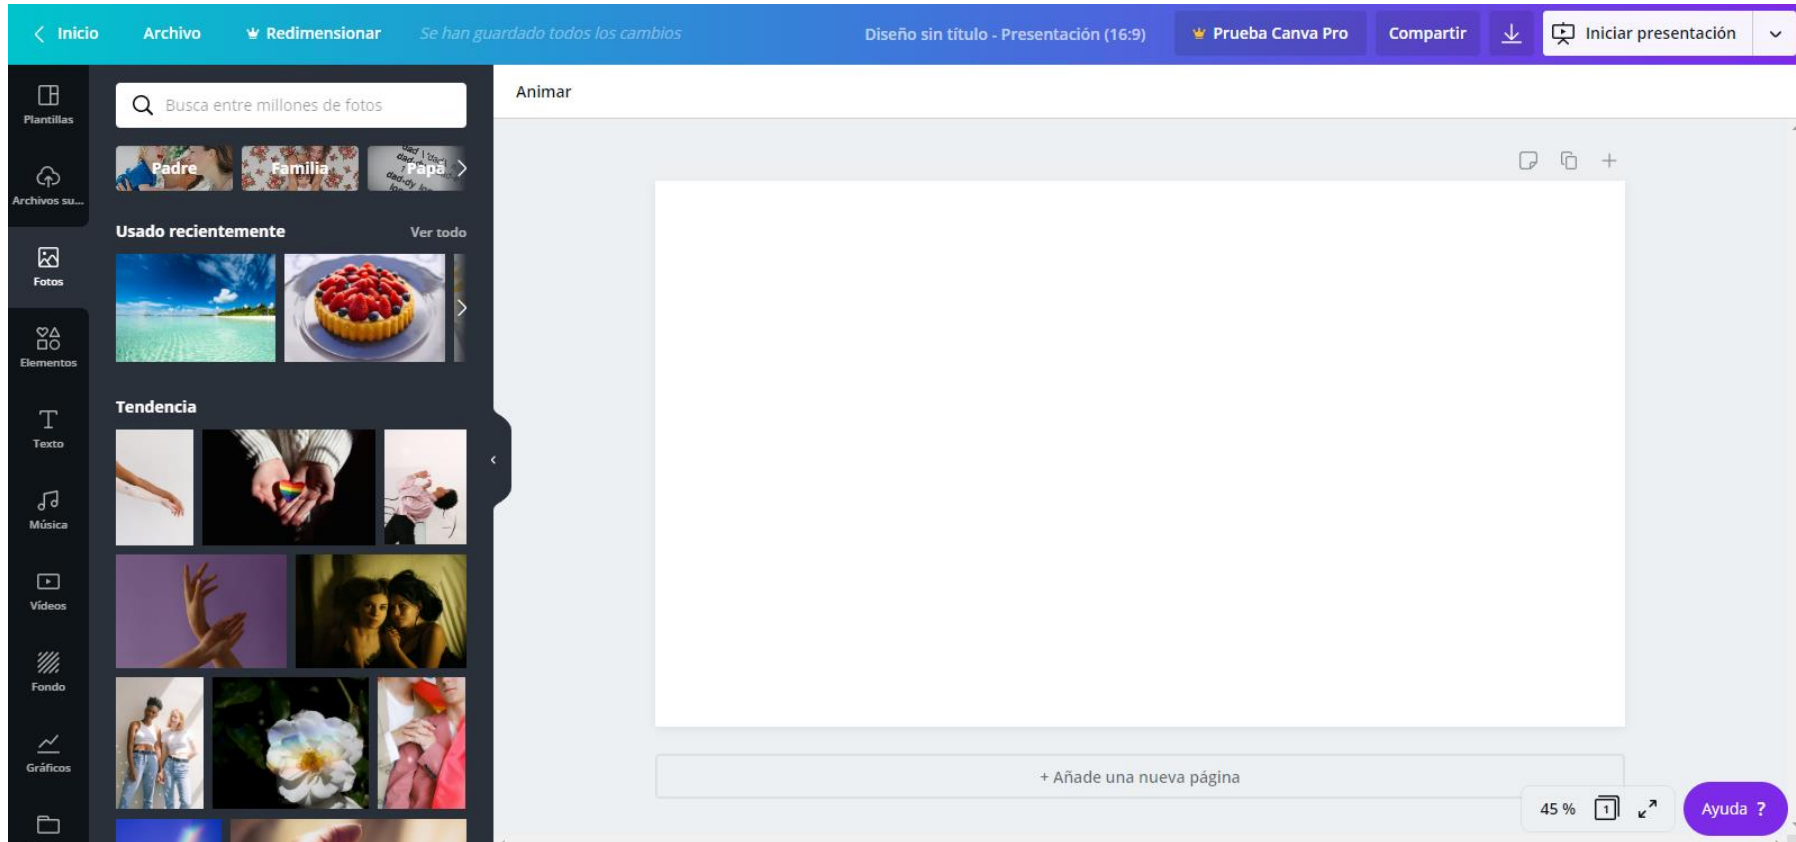 Inicio
Archivo
Redimensionar
Se han guardado todos los cambios
Diseño sin título - Presentación (16:9)
Prueba Canva Pro
Compartir
Iniciar presentación
Plantillas
Archivos su...
Fotos
Elementos
Texto
Música
Vídeos
Fondo
Gráficos
Busca entre millones de fotos
Padre
Familia
Papá
Usado recientemente
Ver todo
Tendencia
Animar
+ Añade una nueva página
45 %
1
Ayuda ?